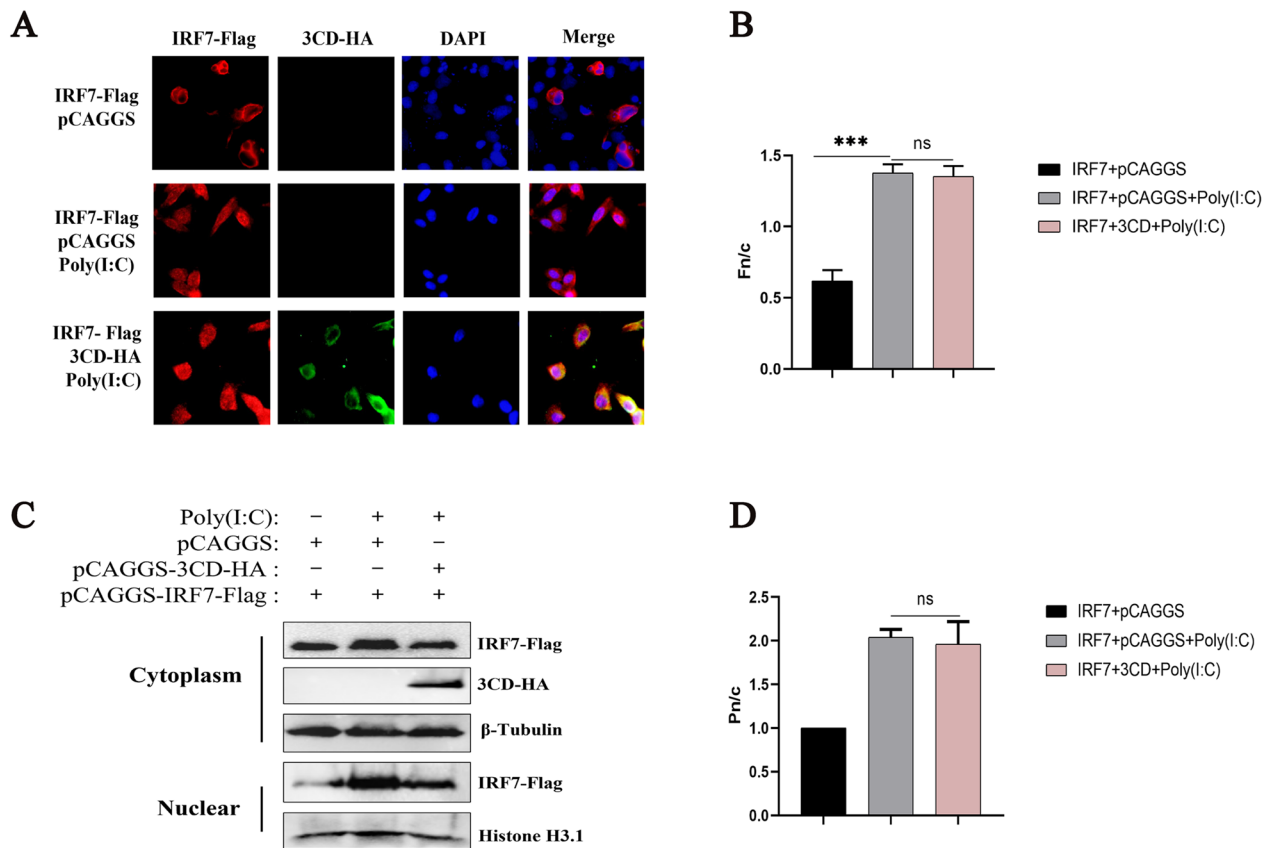 A
IRF7-Flag 3CD-HA DAPI Merge
IRF7-Flag
pCAGGS
IRF7-Flag
pCAGGS
Poly(I:C)
IRF7- Flag
3CD-HA
Poly(I:C)
B
*** ns
1.5
1.0
0.5
0.0
Fn/c
IRF7+pCAGGS
IRF7+pCAGGS+Poly(I:C)
IRF7+3CD+Poly(I:C)
C
Poly(I:C): − + +
pCAGGS: + + −
pCAGGS-3CD-HA : − − +
pCAGGS-IRF7-Flag : + + +
Cytoplasm
IRF7-Flag
3CD-HA
β-Tubulin
Nuclear
IRF7-Flag
Histone H3.1
D
ns
2.5
2.0
1.5
1.0
0.5
0.0
Pn/c
IRF7+pCAGGS
IRF7+pCAGGS+Poly(I:C)
IRF7+3CD+Poly(I:C)